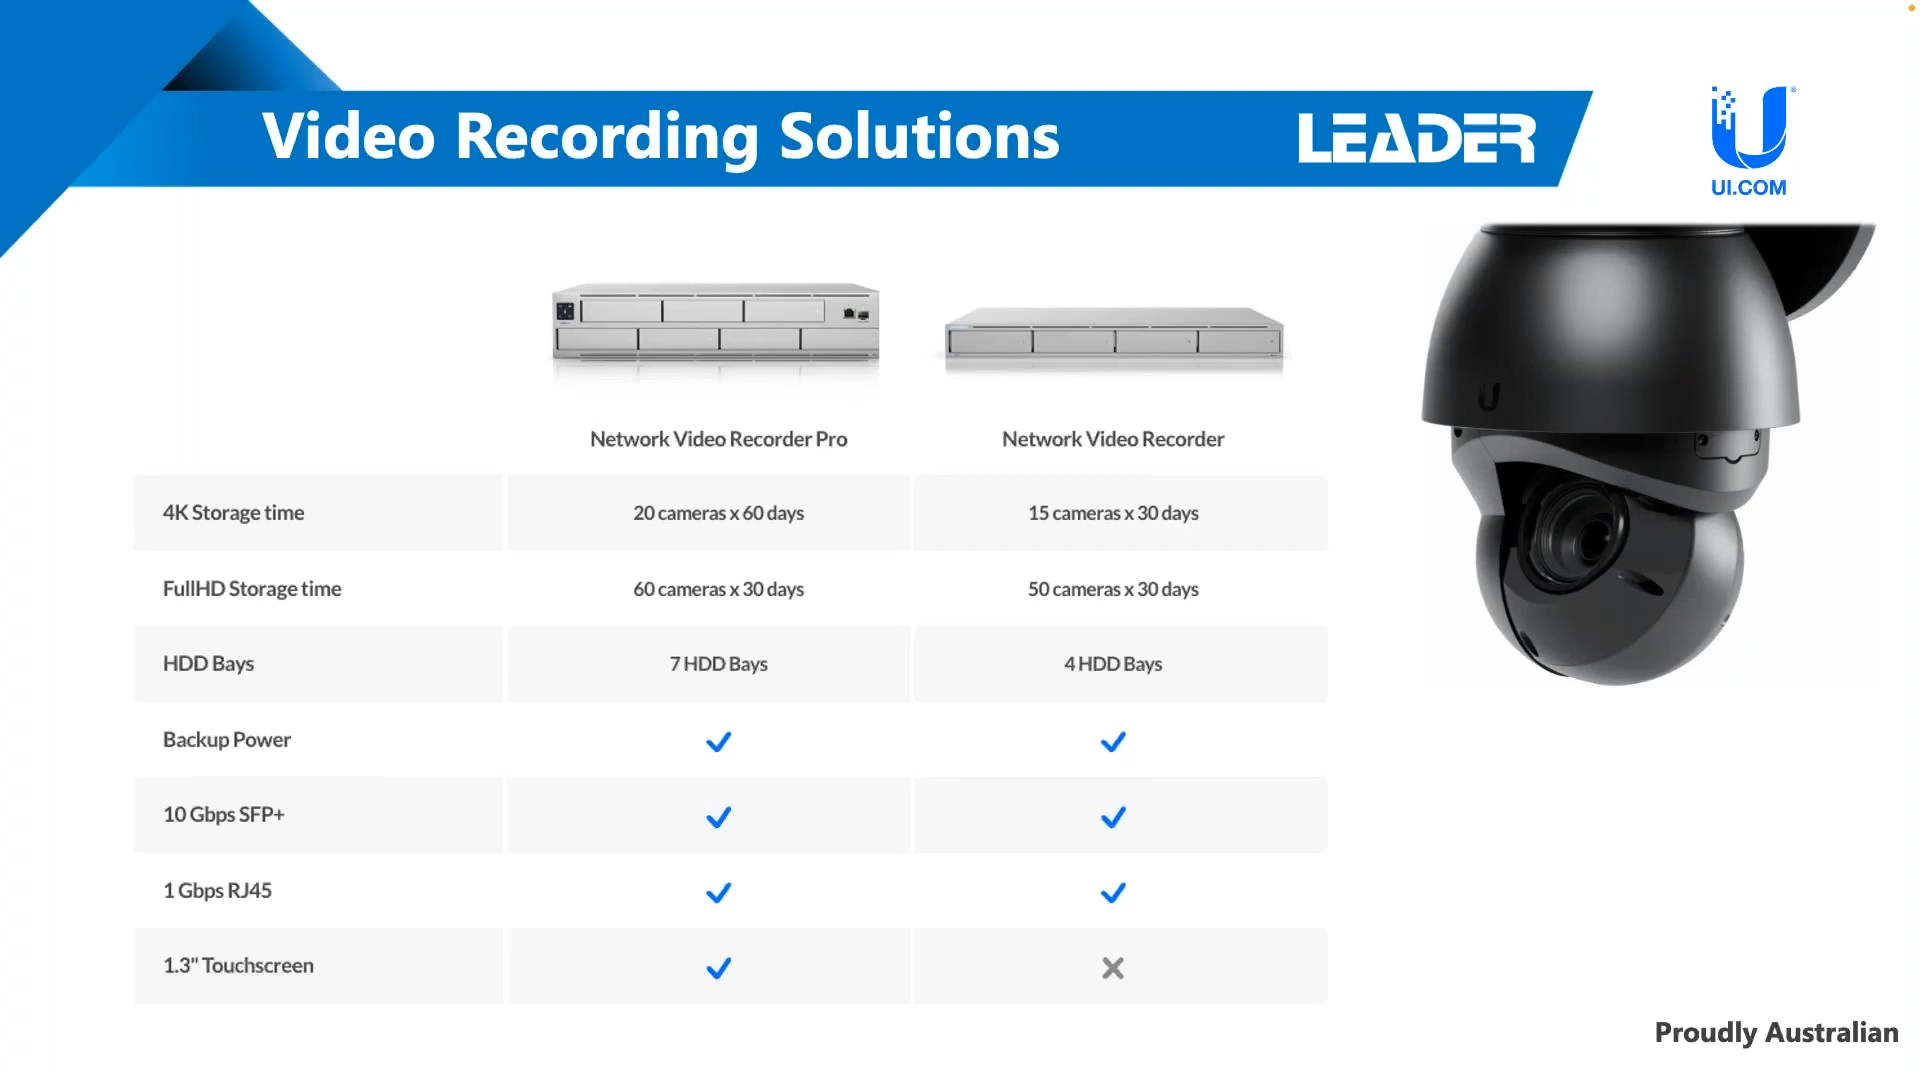 Video Recording Solutions
LEADER
UI.COM
Network Video Recorder Pro
Network Video Recorder
4K Storage time
20 cameras x 60 days
15 cameras x 30 days
FullHD Storage time
60 cameras x 30 days
50 cameras x 30 days
HDD Bays
7 HDD Bays
4 HDD Bays
Backup Power
10 Gbps SFP+
1 Gbps RJ45
1.3" Touchscreen
Proudly Australian